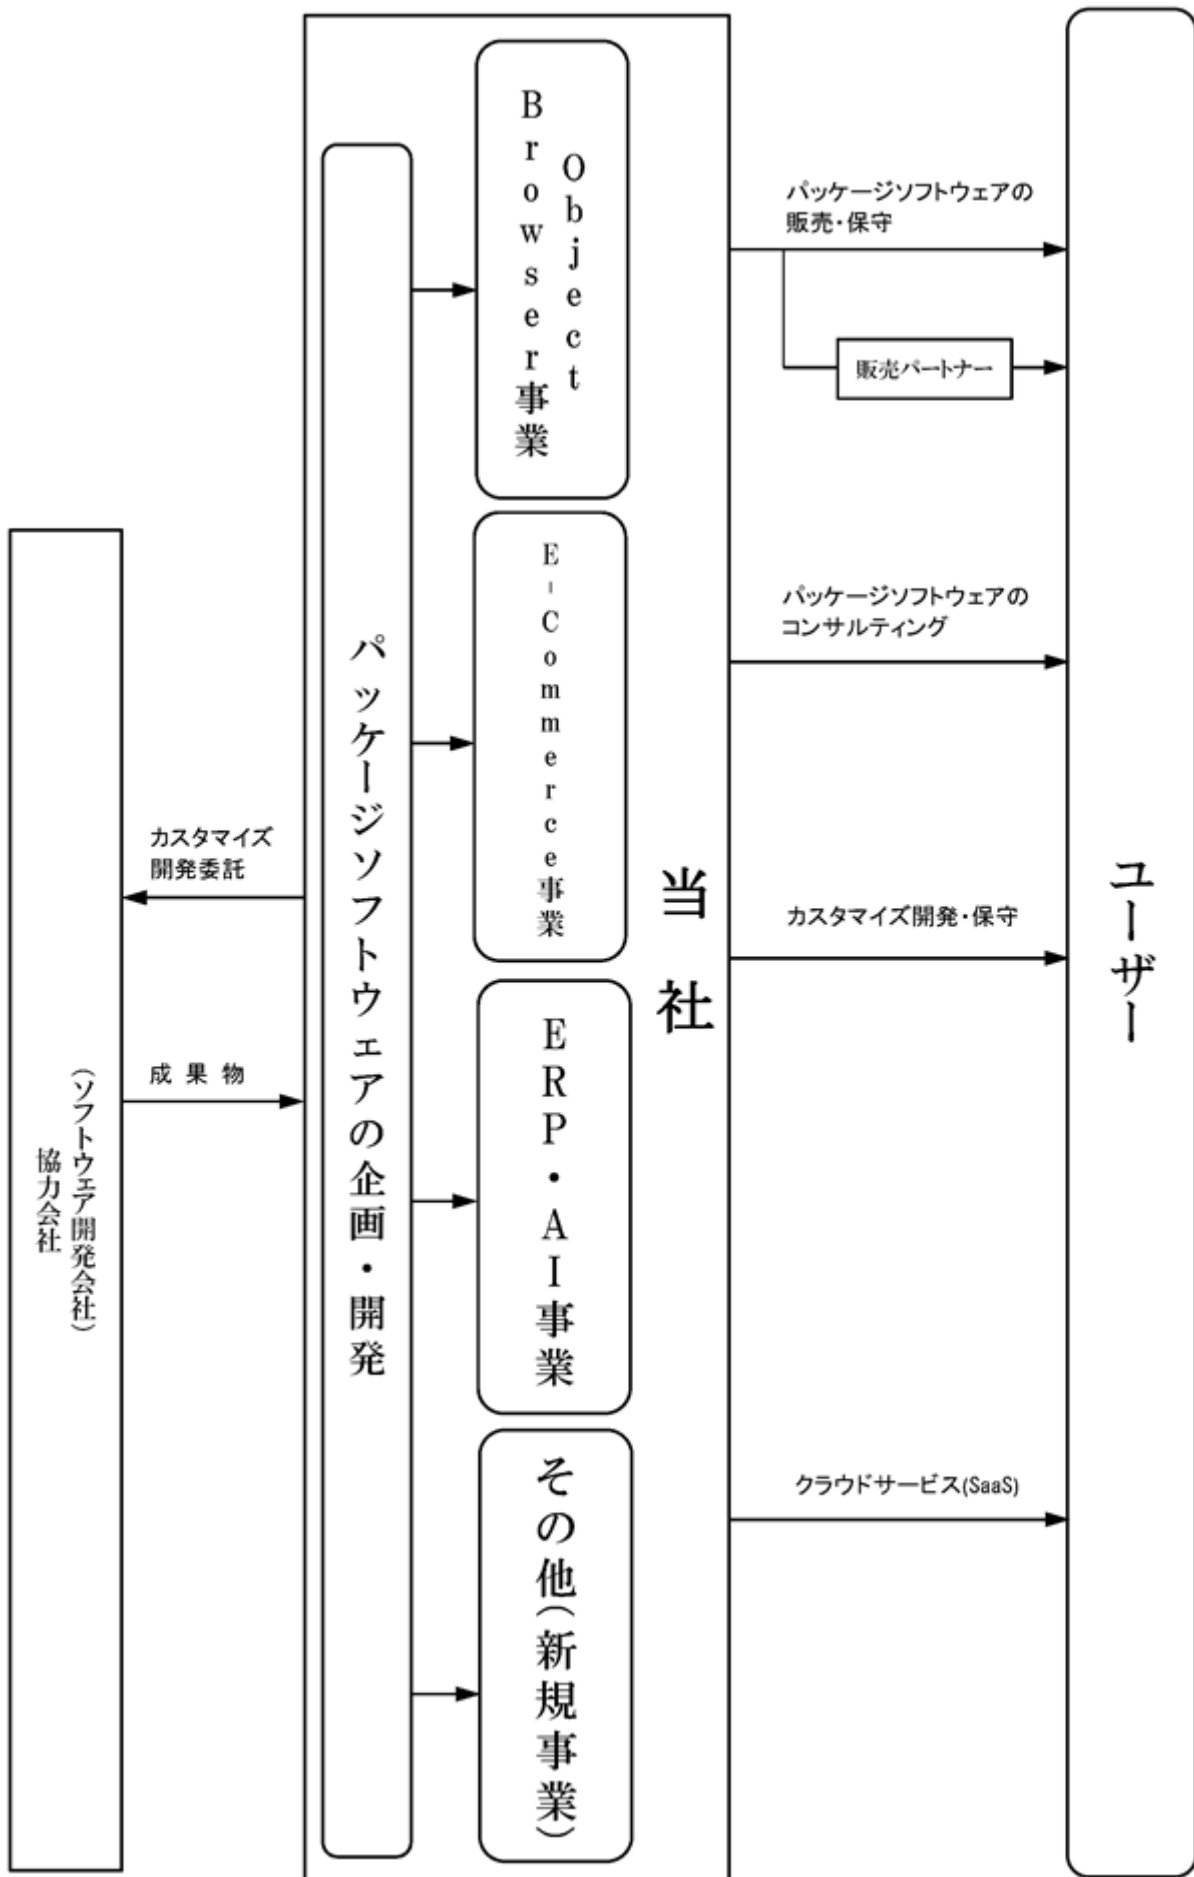 協力会社
（ソフトウェア開発会社）
カスタマイズ
開発委託
成果物
パッケージソフトウェアの企画・開発
Object
Browser事業
E-Commerce事業
ERP・AI事業
その他（新規事業）
当社
パッケージソフトウェアの
販売・保守
販売パートナー
パッケージソフトウェアの
コンサルティング
カスタマイズ開発・保守
クラウドサービス(SaaS)
ユーザー